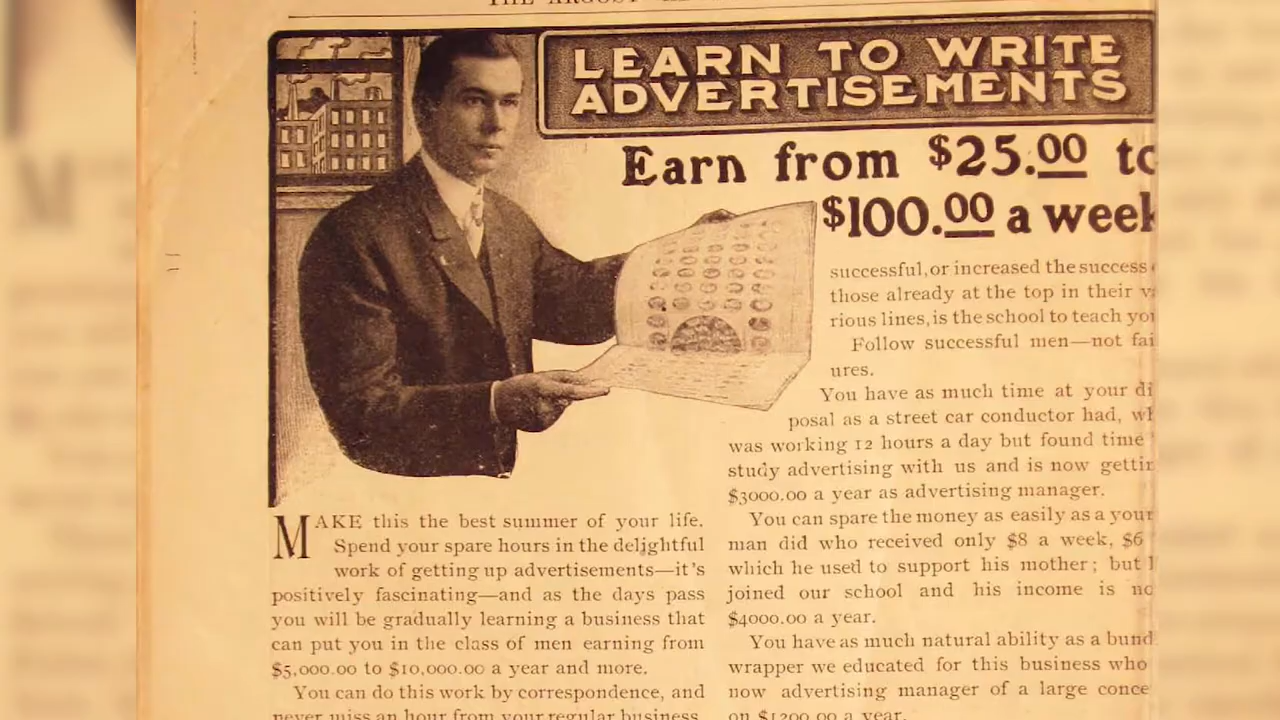 LEARN TO WRITE
ADVERTISEMENTS
Earn from $25.00 to
$100.00 a week
MAKE this the best summer of your life.
Spend your spare hours in the delightful
work of getting up advertisements—it's
positively fascinating—and as the days pass
you will be gradually learning a business that
can put you in the class of men earning from
$5,000.00 to $10,000.00 a year and more.
You can do this work by correspondence, and
never miss an hour from your regular business
successful, or increased the success
those already at the top in their
rious lines, is the school to teach
Follow successful men—not
ures.
You have as much time at your
posal as a street car conductor had,
was working 12 hours a day but found time
study advertising with us and is now
$3000.00 a year as advertising manager.
You can spare the money as easily as a
man did who received only $8 a week, $6
which he used to support his mother; but
joined our school and his income is
$4000.00 a year.
You have as much natural ability as a
wrapper we educated for this business who
now advertising manager of a large
on $1200.00 a year.